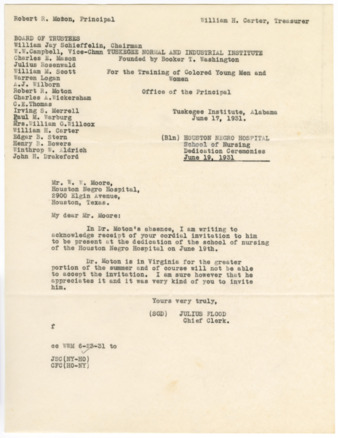 Robert R. Moton, Principal William H. Carter, Treasurer
BOARD OF TRUSTEES
William Jay Schieffelin, Chairman
W.W.Campbell, Vice-Chmn TUSKEGEE NORMAL AND INDUSTRIAL INSTITUTE
Charles E. Mason Founded by Booker T. Washington
Julius Rosenwald
William M. Scott For the Training of Colored Young Men and
Warren Logan Women
A.J. Wilborn
Robert R. Moton Office of the Principal
Charles A. Wickersham
C.E.Thomas
Irving S. Merrell Tuskegee Institute, Alabama
Paul M. Warburg June 17, 1931.
Mrs.William G.Willcox
William H. Carter
Edgar B. Stern (Bln) HOUSTON NEGRO HOSPITAL
Henry D. Bowers School of Nursing
Winthrop W. Aldrich Dedication Ceremonies
John H. Drakeford June 19, 1931
Mr. W. W. Moore,
Houston Negro Hospital,
2900 Elgin Avenue,
Houston, Texas.
My dear Mr. Moore:
In Dr. Moton's absence, I am writing to
acknowledge receipt of your cordial invitation to him
to be present at the dedication of the school of nursing
of the Houston Negro Hospital on June 19th.
Dr. Moton is in Virginia for the greater
portion of the summer and of course will not be able
to accept the invitation. I am sure however that he
appreciates it and it was very kind of you to invite
him.
Yours very truly,
(SGD) JULIUS FLOOD
Chief Clerk.
f
cc VWM 6-23-31 to
JSC(NY-HO)
CFC(HO-NY)